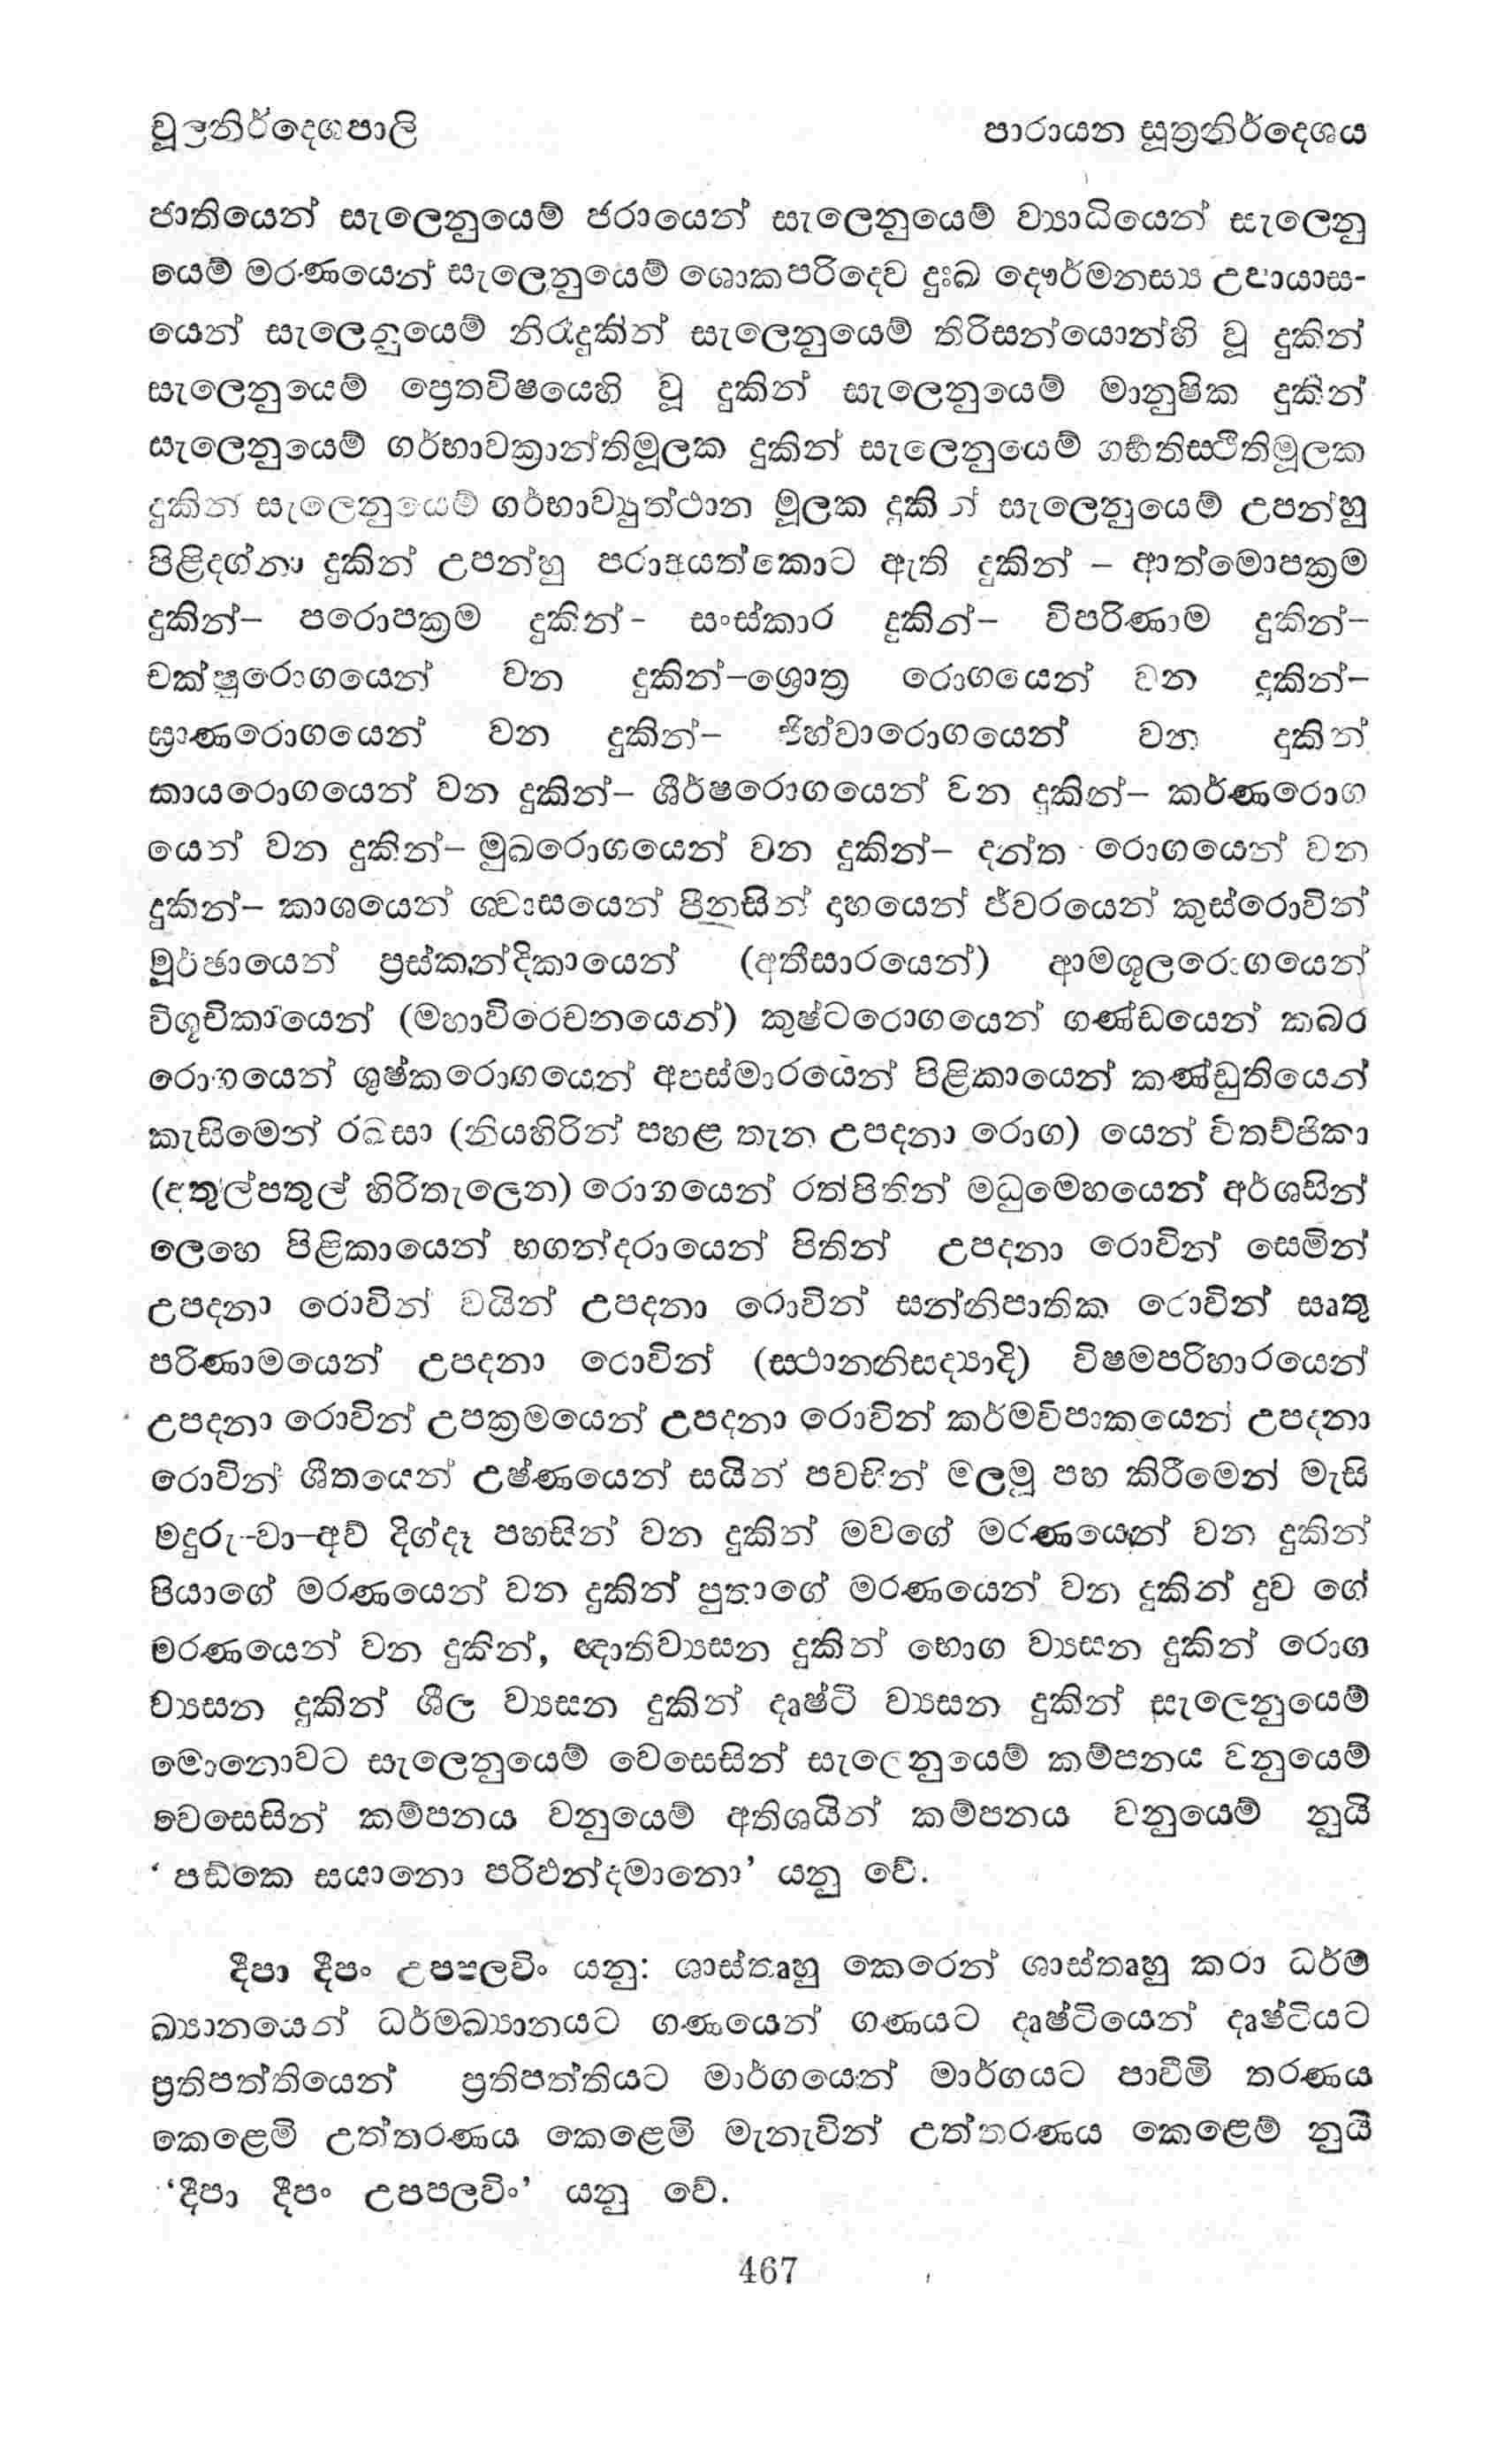 චූළනිර්දෙශපාලි
පාරායන සූත්‍රනිර්දෙශය
ජාතියෙන් සැලෙනුයෙම් ජරායෙන් සැලෙනුයෙම් ව්‍යාධියෙන් සැලෙනු
යෙම් මරණයෙන් සැලෙනුයෙම් ශොකපරිදෙව දුඃඛ දෞර්මනස්‍ය උපායාස-
යෙන් සැලෙනුයෙම් නිරදුකින් සැලෙනුයෙම් තිරිසන්යොන්හි වූ දුකින්
සැලෙනුයෙම් ප්‍රෙතවිෂයෙහි වූ දුකින් සැලෙනුයෙම් මානුෂික දුකින්
සැලෙනුයෙම් ගර්භාවක්‍රාන්තිමූලක දුකින් සැලෙනුයෙම් ගර්‍භතිස්‍ථිතිමූලක
දුකින් සැලෙනුයෙම් ගර්භාව්‍යුත්ථාන මූලක දුකින් සැලෙනුයෙම් උපන්හු
පිළිදග්නා දුකින් උපන්හු පරාඅයත්කොට ඇති දුකින් – ආත්මොපක්‍රම
දුකින්– පරොපක්‍රම දුකින්- සංස්කාර දුකින්– විපරිණාම දුකින්–
චක්ෂුරොගයෙන් වන දුකින්–ශ්‍රොත්‍ර රොගයෙන් වන දුකින්–
ඝ්‍රාණරොගයෙන් වන දුකින්– ජිහ්වාරොගයෙන් වන දුකින්
කායරොගයෙන් වන දුකින්– ශීර්ෂරොගයෙන් වන දුකින්– කර්ණරොග
යෙන් වන දුකින්– මුඛරොගයෙන් වන දුකින්– දන්ත රොගයෙන් වන
දුකින්– කාශයෙන් ශ්වාසයෙන් පීනසින් දාහයෙන් ජ්වරයෙන් කුස්රොවින්
මූර්ඡායෙන් ප්‍රස්කන්දිකායෙන් (අතීසාරයෙන්) ආමශූලරොගයෙන්
විශූචිකායෙන් (මහාවිරෙචනයෙන්) කුෂ්ටරොගයෙන් ගණ්ඩයෙන් කබර
රොගයෙන් ශුෂ්කරොගයෙන් අපස්මාරයෙන් පිළිකායෙන් කණ්ඩුතියෙන්
කැසීමෙන් රඛසා (නියහිරින් පහළ තැන උපදනා රොග) යෙන් විතච්ඡිකා
(අතුල්පතුල් හිරිතැලෙන) රොගයෙන් රත්පිතින් මධුමෙහයෙන් අර්ශසින්
ලෙහෙ පිළිකායෙන් භගන්දරායෙන් පිතින් උපදනා රොවින් සෙමින්
උපදනා රොවින් වයින් උපදනා රොවින් සන්නිපාතික රොවින් සෘතු
පරිණාමයෙන් උපදනා රොවින් (ස්‍ථානනිසද්‍යාදි) විෂමපරිහාරයෙන්
උපදනා රොවින් උපක්‍රමයෙන් උපදනා රොවින් කර්මවිපාකයෙන් උපදනා
රොවින් ශීතයෙන් උෂ්ණයෙන් සයින් පවසින් මලමූ පහ කිරීමෙන් මැසි
මදුරු-වා–අව් දිග්දෑ පහසින් වන දුකින් මවගේ මරණයෙන් වන දුකින්
පියාගේ මරණයෙන් වන දුකින් පුතාගේ මරණයෙන් වන දුකින් දුව ගේ
මරණයෙන් වන දුකින්, ඥාතිව්‍යසන දුකින් භොග ව්‍යසන දුකින් රොග
ව්‍යසන දුකින් ශීල ව්‍යසන දුකින් දෘෂ්ටි ව්‍යසන දුකින් සැලෙනුයෙම්
මොනොවට සැලෙනුයෙම් වෙසෙසින් සැලෙනුයෙම් කම්පනය වනුයෙම්
වෙසෙසින් කම්පනය වනුයෙම් අතිශයින් කම්පනය වනුයෙම් නුයි
‘ පඞ්කෙ සයානො පරිඵන්දමානො’ යනු වේ.
දීපා දීපං උපපලවිං යනු: ශාස්තෘහු කෙරෙන් ශාස්තෘහු කරා ධර්ම
ඛ්‍යානයෙන් ධර්මඛ්‍යානයට ගණයෙන් ගණයට දෘෂ්ටියෙන් දෘෂ්ටියට
ප්‍රතිපත්තියෙන් ප්‍රතිපත්තියට මාර්ගයෙන් මාර්ගයට පාවීමි තරණය
කෙළෙමි උත්තරණය කෙළෙමි මැනැවින් උත්තරණය කෙළෙම් නුයි
‘දීපා දීපං උපපලවිං’ යනු වේ.
467